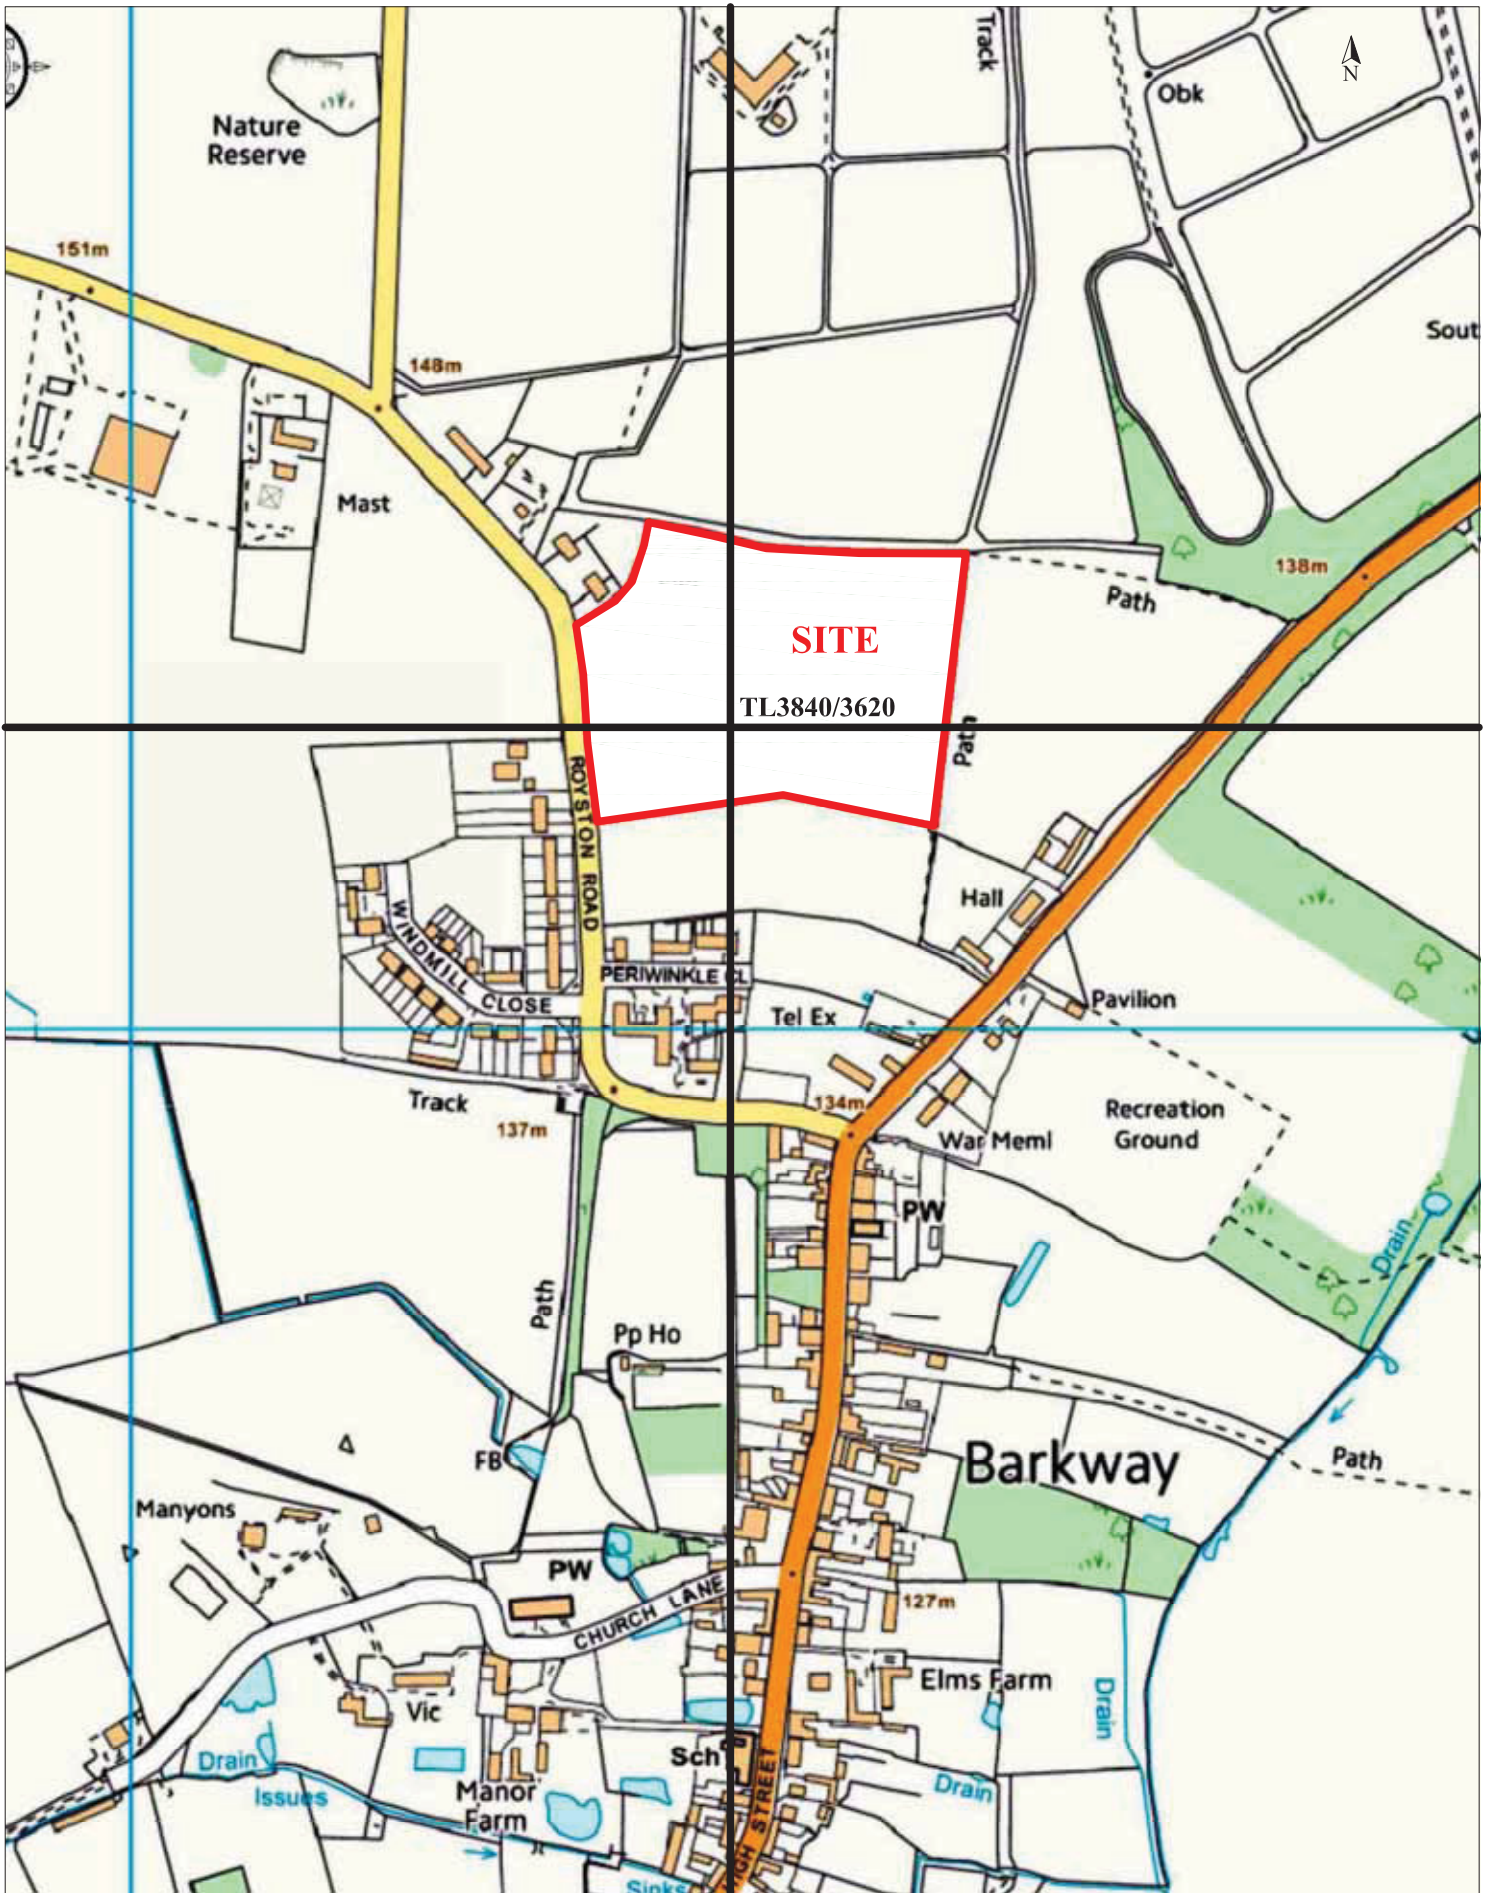 Track
N
Obk
Nature
Reserve
151m
Sout
148m
Mast
138m
Path
SITE
TL3840/3620
Path
ROYSTON ROAD
Hall
WINDMILL CLOSE
PERIWINKLE CL
Pavilion
Tel Ex
Track
134m
Recreation
Ground
137m
War Meml
PW
Drain
Path
Pp Ho
Barkway
FB
Path
Manyons
PW
CHURCH LANE
127m
Elms Farm
Vic
Drain
Sch
Drain
Issues
Manor
Farm
Drain
HIGH STREET
Sinks